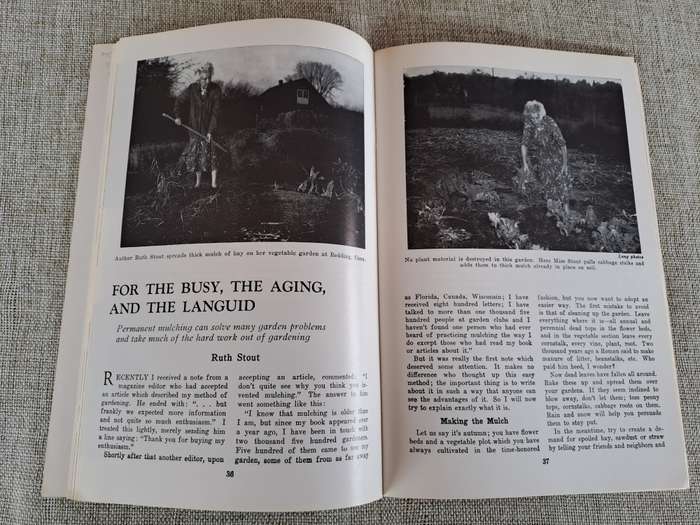 Author Ruth Stout spreads thick mulch of hay on her vegetable garden at Redding, Conn.
FOR THE BUSY, THE AGING,
AND THE LANGUID
Permanent mulching can solve many garden problems
and take much of the hard work out of gardening
Ruth Stout
RECENTLY I received a note from a
magazine editor who had accepted
an article which described my method of
gardening. He ended with: ". . . but
frankly we expected more information
and not quite so much enthusiasm." I
treated this lightly, merely sending him
a line saying: "Thank you for buying my
enthusiasm."
Shortly after that another editor, upon
accepting an article, commented: "I
don't quite see why you think you in-
vented mulching." The answer to him
went something like this:
"I know that mulching is older than
I am, but since my book appeared over
a year ago, I have been in touch with
two thousand five hundred gardeners.
Five hundred of them came to see my
garden, some of them from as far away
36
Long photos
No plant material is destroyed in this garden. Here Miss Stout pulls cabbage stalks and
adds them to thick mulch already in place on soil.
as Florida, Canada, Wisconsin; I have
received eight hundred letters; I have
talked to more than one thousand five
hundred people at garden clubs and I
haven't found one person who had ever
heard of practicing mulching the way I
do except those who had read my book
or articles about it."
But it was really the first note which
deserved some attention. It makes no
difference who thought up this easy
method; the important thing is to write
about it in such a way that anyone can
see the advantages of it. So I will now
try to explain exactly what it is.
Making the Mulch
Let us say it's autumn; you have flower
beds and a vegetable plot which you have
always cultivated in the time-honored
fashion, but you now want to adopt an
easier way. The first mistake to avoid
is that of cleaning up the garden. Leave
everything where it is—all annual and
perennial dead tops in the flower beds,
and in the vegetable section leave every
cornstalk, every vine, plant, root. Two
thousand years ago a Roman said to make
manure of litter, beanstalks, etc. Who
paid him heed, I wonder?
Now dead leaves have fallen all around.
Rake these up and spread them over
your garden. If they seem inclined to
blow away, don't let them; toss peony
tops, cornstalks, cabbage roots on them.
Rain and snow will help you persuade
them to stay put.
In the meantime, try to create a de-
mand for spoiled hay, sawdust or straw
by telling your friends and neighbors and
37